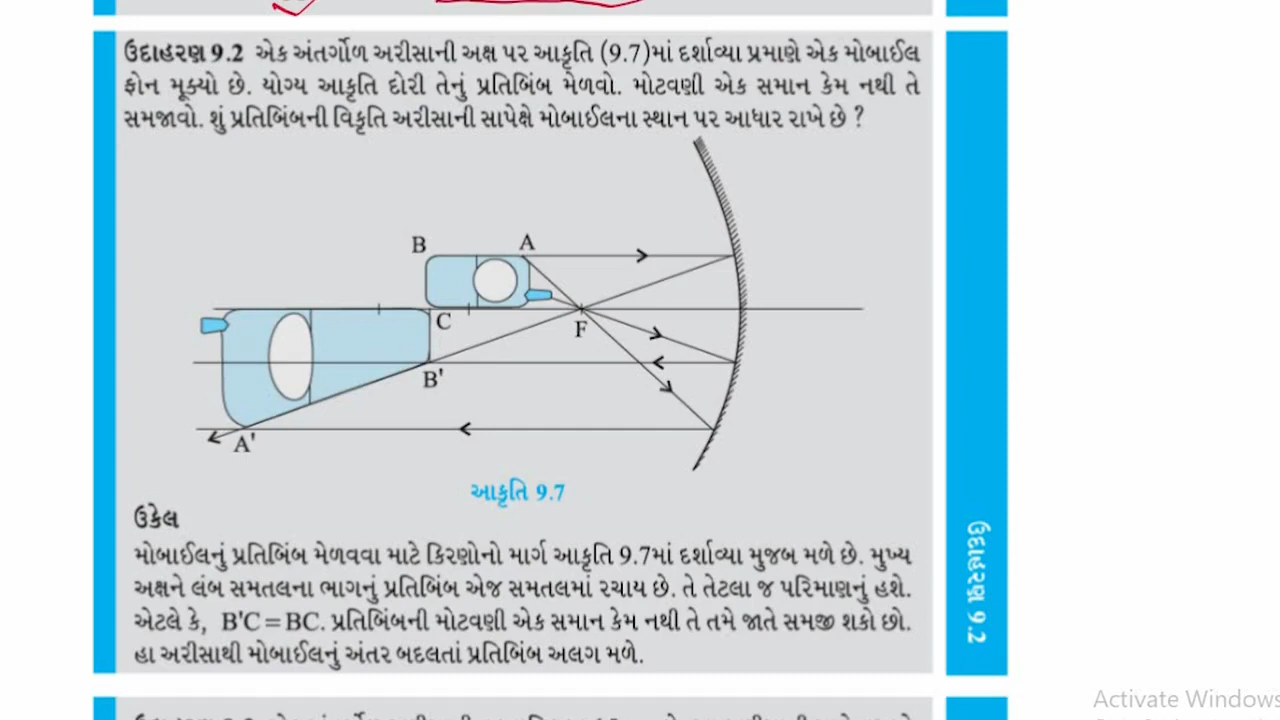 ઉદાહરણ 9.2 એક અંતર્ગોળ અરીસાની અક્ષ પર આકૃતિ (9.7)માં દર્શાવ્યા પ્રમાણે એક મોબાઈલ
ફોન મૂક્યો છે. યોગ્ય આકૃતિ દોરી તેનું પ્રતિબિંબ મેળવો. મોટવણી એક સમાન કેમ નથી તે
સમજાવો. શું પ્રતિબિંબની વિકૃતિ અરીસાની સાપેક્ષે મોબાઈલના સ્થાન પર આધાર રાખે છે ?
B A
C F
B'
A'
આકૃતિ 9.7
ઉકેલ
મોબાઈલનું પ્રતિબિંબ મેળવવા માટે કિરણોનો માર્ગ આકૃતિ 9.7માં દર્શાવ્યા મુજબ મળે છે. મુખ્ય
અક્ષને લંબ સમતલના ભાગનું પ્રતિબિંબ એજ સમતલમાં રચાય છે. તે તેટલા જ પરિમાણનું હશે.
એટલે કે, B'C = BC. પ્રતિબિંબની મોટવણી એક સમાન કેમ નથી તે તમે જાતે સમજી શકો છો.
હા અરીસાથી મોબાઈલનું અંતર બદલતાં પ્રતિબિંબ અલગ મળે.
ઉદાહરણ 9.2
Activate Windows